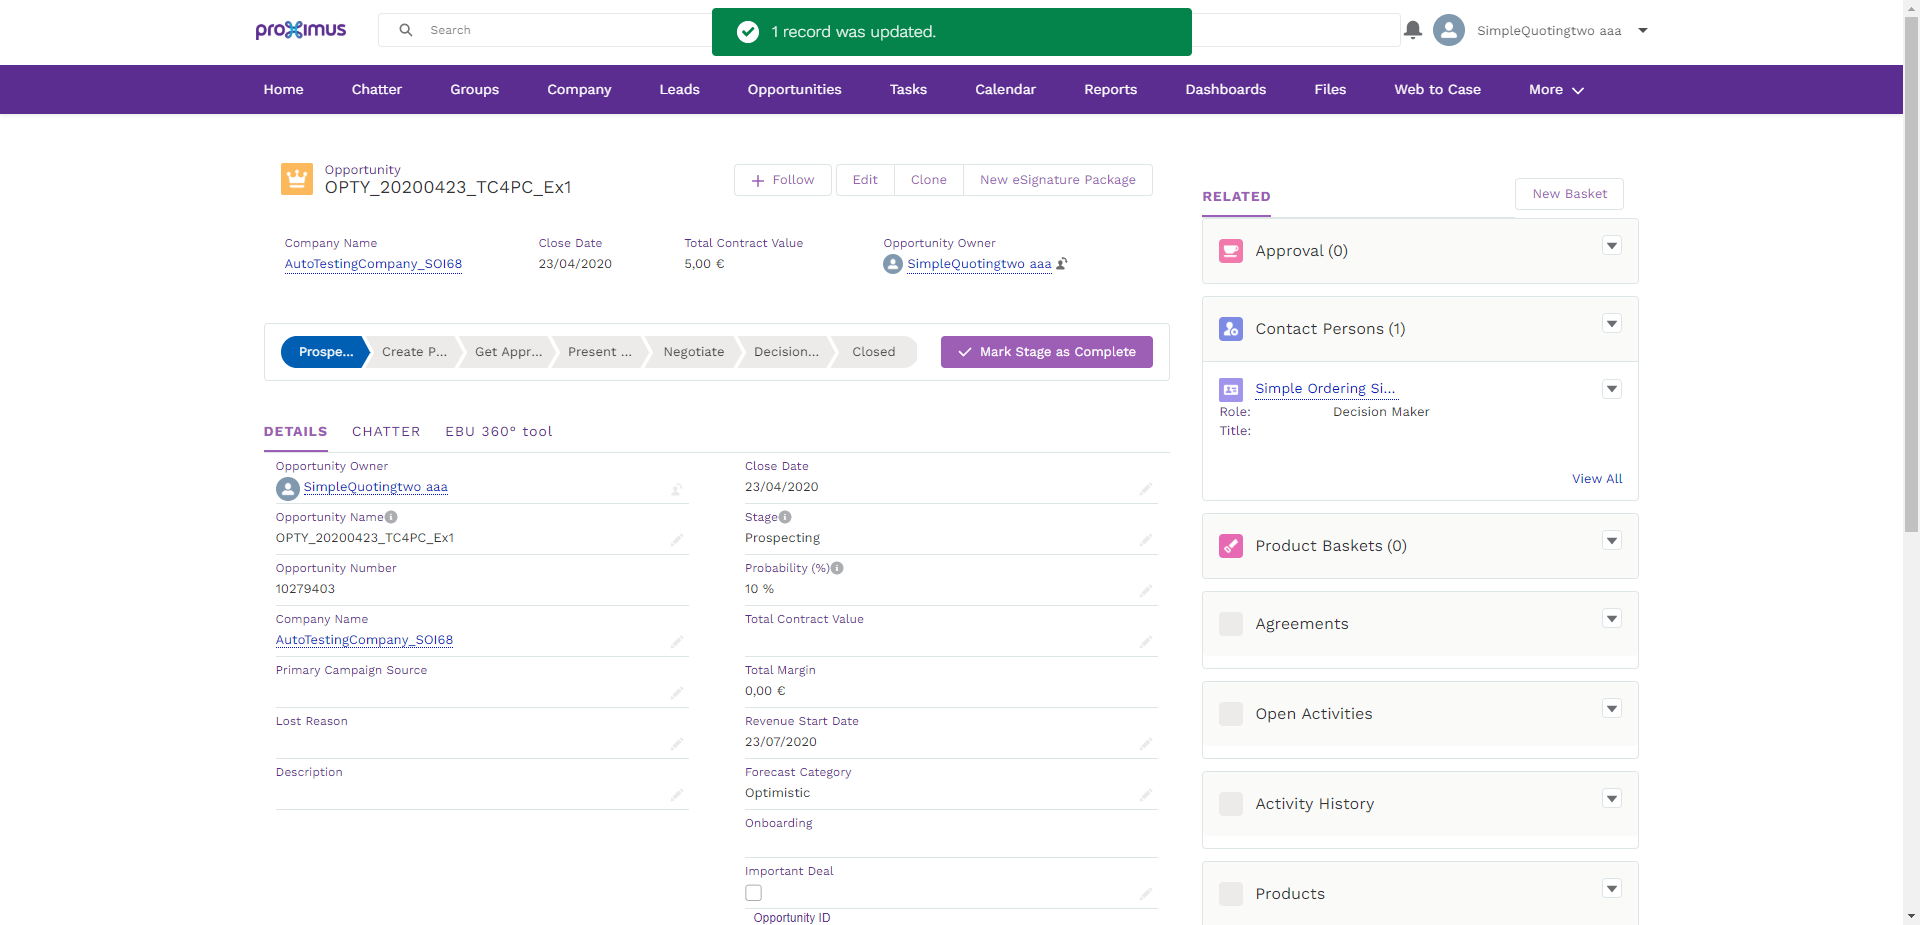 proximus
Search
1 record was updated.
SimpleQuotingtwo aaa
Home Chatter Groups Company Leads Opportunities Tasks Calendar Reports Dashboards Files Web to Case More
Opportunity
OPTY_20200423_TC4PC_Ex1
Follow Edit Clone New eSignature Package
Company Name Close Date Total Contract Value Opportunity Owner
AutoTestingCompany_SOI68 23/04/2020 5,00 € SimpleQuotingtwo aaa
Prospe... Create P... Get Appr... Present ... Negotiate Decision... Closed
Mark Stage as Complete
DETAILS CHATTER EBU 360° tool
Opportunity Owner
SimpleQuotingtwo aaa
Opportunity Name
OPTY_20200423_TC4PC_Ex1
Opportunity Number
10279403
Company Name
AutoTestingCompany_SOI68
Primary Campaign Source
Lost Reason
Description
Close Date
23/04/2020
Stage
Prospecting
Probability (%)
10 %
Total Contract Value
Total Margin
0,00 €
Revenue Start Date
23/07/2020
Forecast Category
Optimistic
Onboarding
Important Deal
Opportunity ID
RELATED
New Basket
Approval (0)
Contact Persons (1)
Simple Ordering Si...
Role: Decision Maker
Title:
View All
Product Baskets (0)
Agreements
Open Activities
Activity History
Products